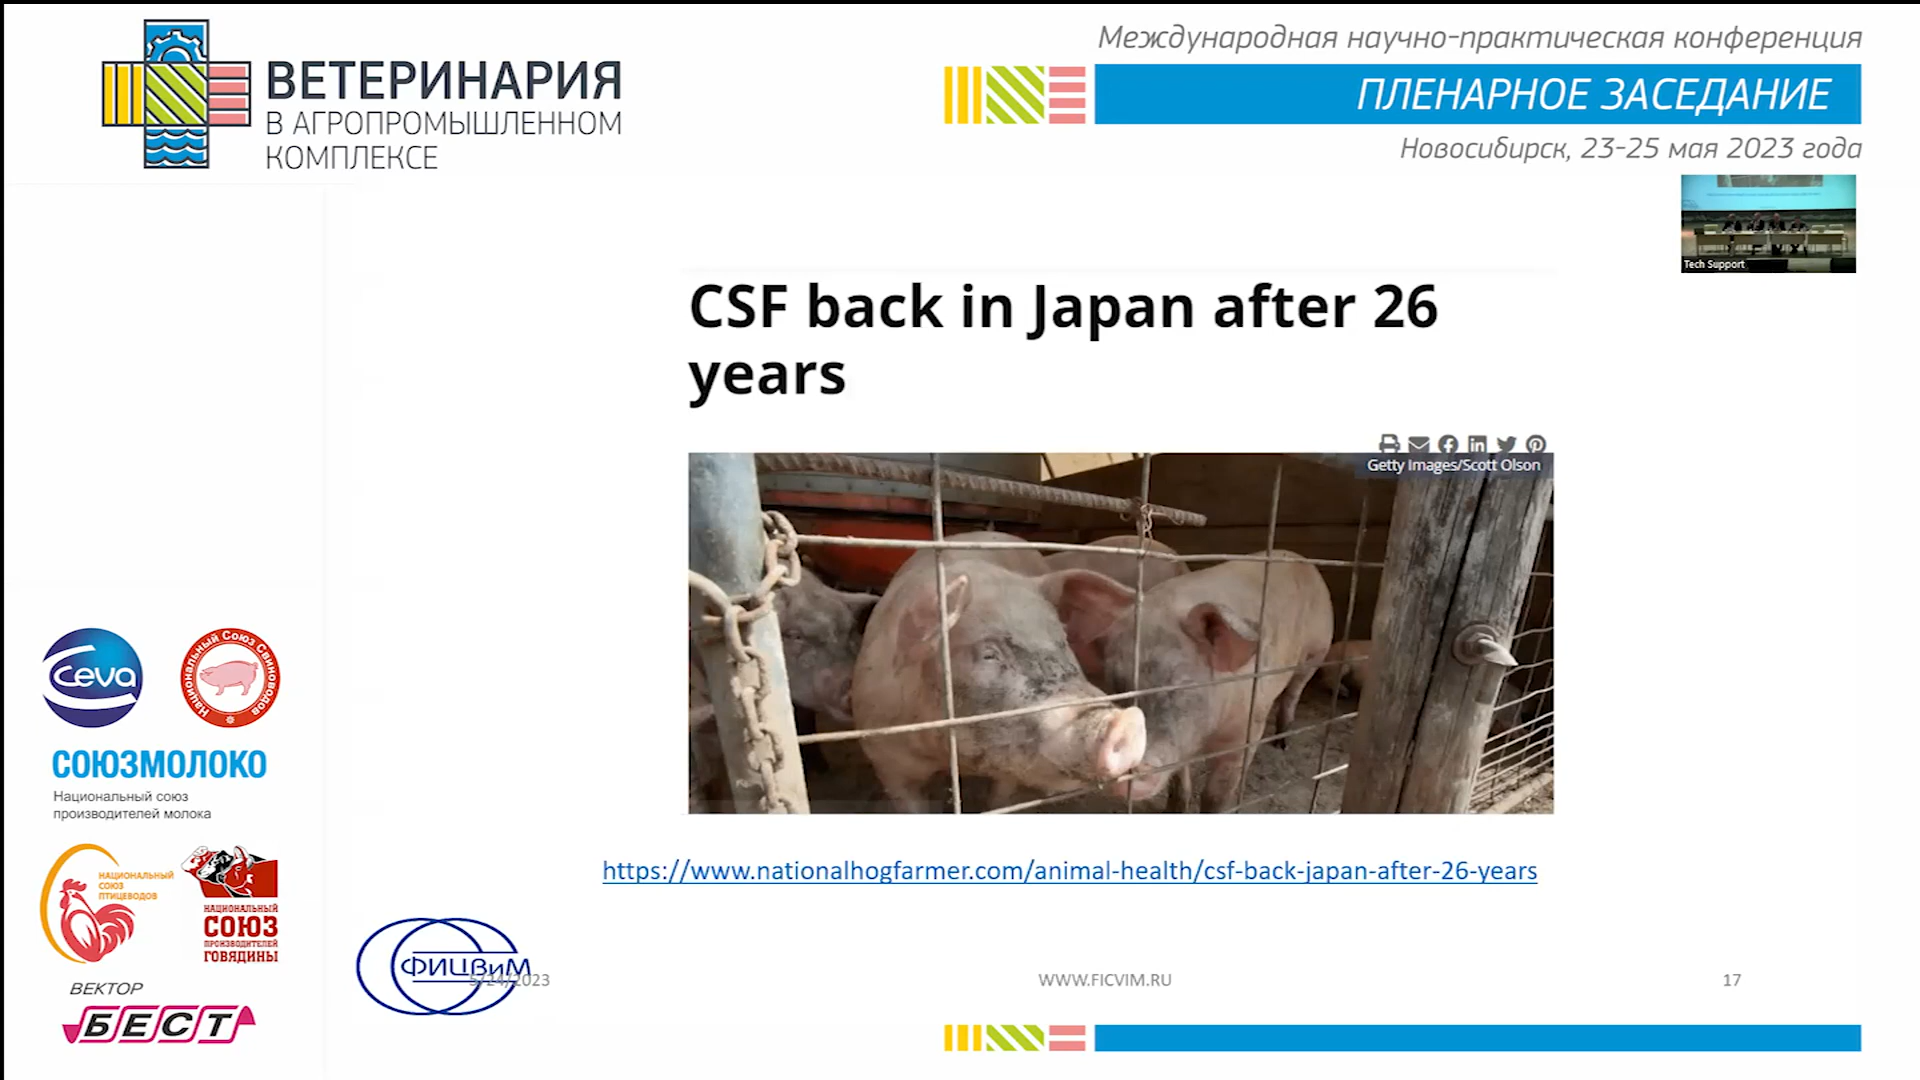 ВЕТЕРИНАРИЯ
В АГРОПРОМЫШЛЕННОМ
КОМПЛЕКСЕ
Международная научно-практическая конференция
ПЛЕНАРНОЕ ЗАСЕДАНИЕ
Новосибирск, 23-25 мая 2023 года
Tech Support
CSF back in Japan after 26
years
Getty Images/Scott Olson
https://www.nationalhogfarmer.com/animal-health/csf-back-japan-after-26-years
Ceva
Национальный Союз Свиноводов
СОЮЗМОЛОКО
Национальный союз
производителей молока
НАЦИОНАЛЬНЫЙ
СОЮЗ
ПТИЦЕВОДОВ
НАЦИОНАЛЬНЫЙ
СОЮЗ
ПРОИЗВОДИТЕЛЕЙ
ГОВЯДИНЫ
ВЕКТОР
БЕСТ
ФИЦВиМ
5/24/2023
WWW.FICVIM.RU
17